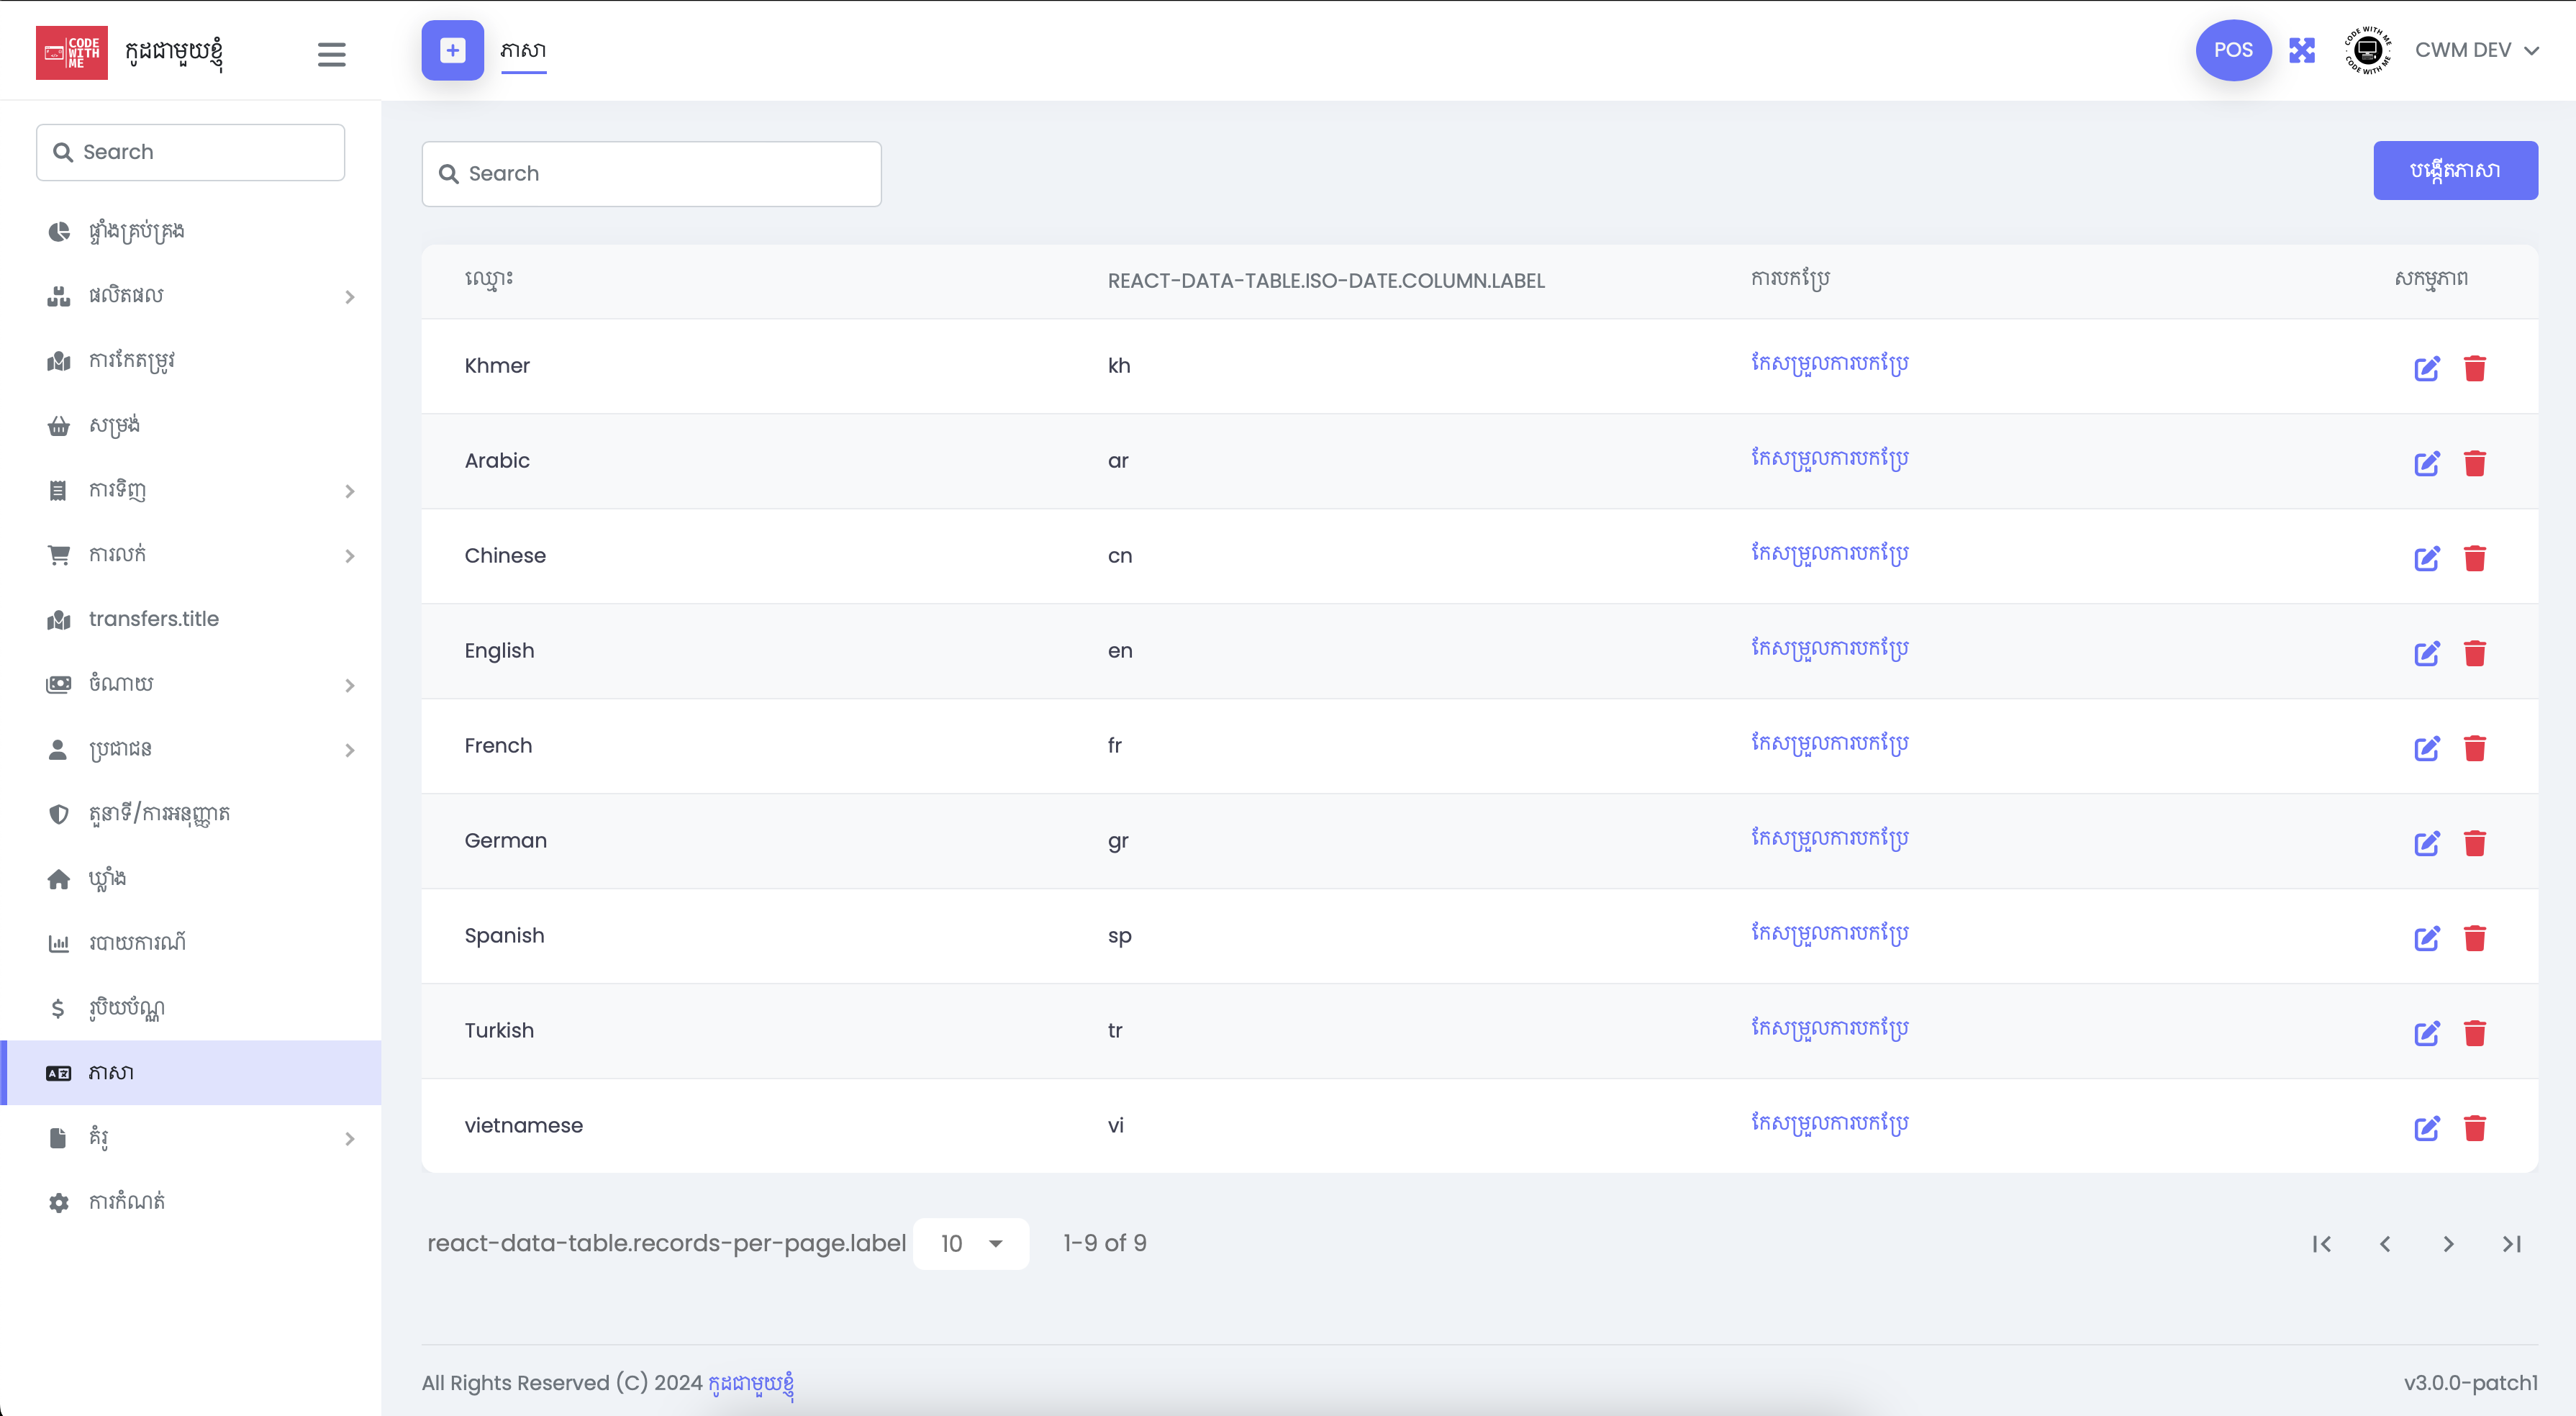 CODE WITH ME
កូដជាមួយខ្ញុំ
ភាសា
POS
CODE WITH ME · CODE WITH ME
CWM DEV
Search
ផ្ទាំងគ្រប់គ្រង
ផលិតផល
ការកែតម្រូវ
សម្រង់
ការទិញ
ការលក់
transfers.title
ចំណាយ
ប្រជាជន
តួនាទី/ការអនុញ្ញាត
ឃ្លាំង
របាយការណ៍
រូបិយប័ណ្ណ
ភាសា
គំរូ
ការកំណត់
Search
បង្កើតភាសា
ឈ្មោះ REACT-DATA-TABLE.ISO-DATE.COLUMN.LABEL ការបកប្រែ សកម្មភាព
Khmer kh កែសម្រួលការបកប្រែ
Arabic ar កែសម្រួលការបកប្រែ
Chinese cn កែសម្រួលការបកប្រែ
English en កែសម្រួលការបកប្រែ
French fr កែសម្រួលការបកប្រែ
German gr កែសម្រួលការបកប្រែ
Spanish sp កែសម្រួលការបកប្រែ
Turkish tr កែសម្រួលការបកប្រែ
vietnamese vi កែសម្រួលការបកប្រែ
react-data-table.records-per-page.label 10 1-9 of 9
All Rights Reserved (C) 2024 កូដជាមួយខ្ញុំ v3.0.0-patch1